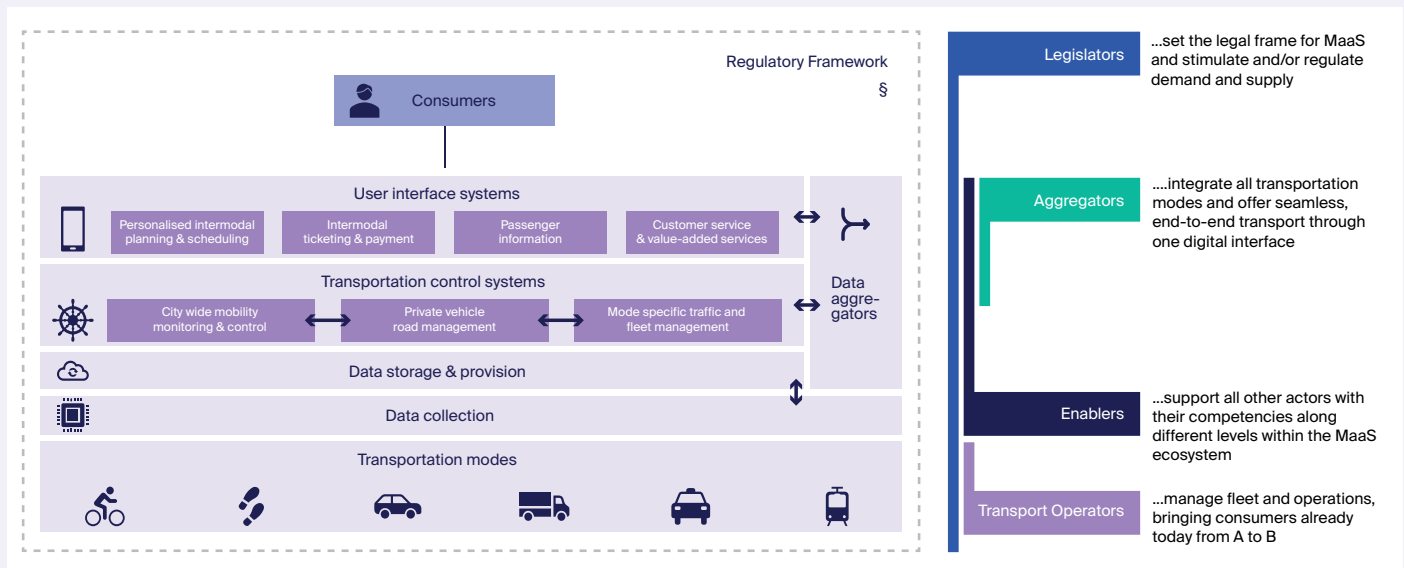 Regulatory Framework
§
Consumers
User interface systems
Personalised intermodal
planning & scheduling
Intermodal
ticketing & payment
Passenger
information
Customer service
& value-added services
Transportation control systems
City wide mobility
monitoring & control
Private vehicle
road management
Mode specific traffic and
fleet management
Data
aggre-
gators
Data storage & provision
Data collection
Transportation modes
Legislators
...set the legal frame for MaaS
and stimulate and/or regulate
demand and supply
Aggregators
....integrate all transportation
modes and offer seamless,
end-to-end transport through
one digital interface
Enablers
...support all other actors with
their competencies along
different levels within the MaaS
ecosystem
Transport Operators
...manage fleet and operations,
bringing consumers already
today from A to B